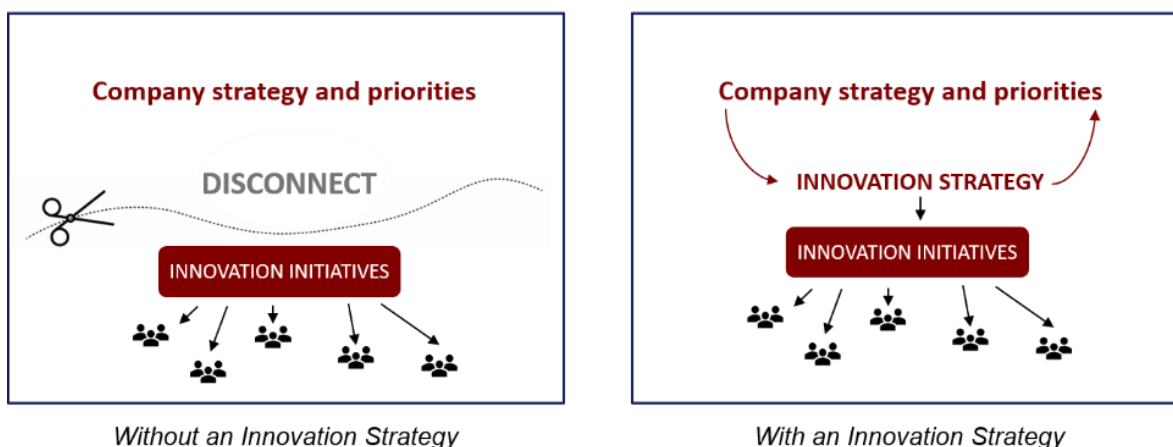 Company strategy and priorities
DISCONNECT
INNOVATION INITIATIVES
Without an Innovation Strategy
Company strategy and priorities
INNOVATION STRATEGY
INNOVATION INITIATIVES
With an Innovation Strategy